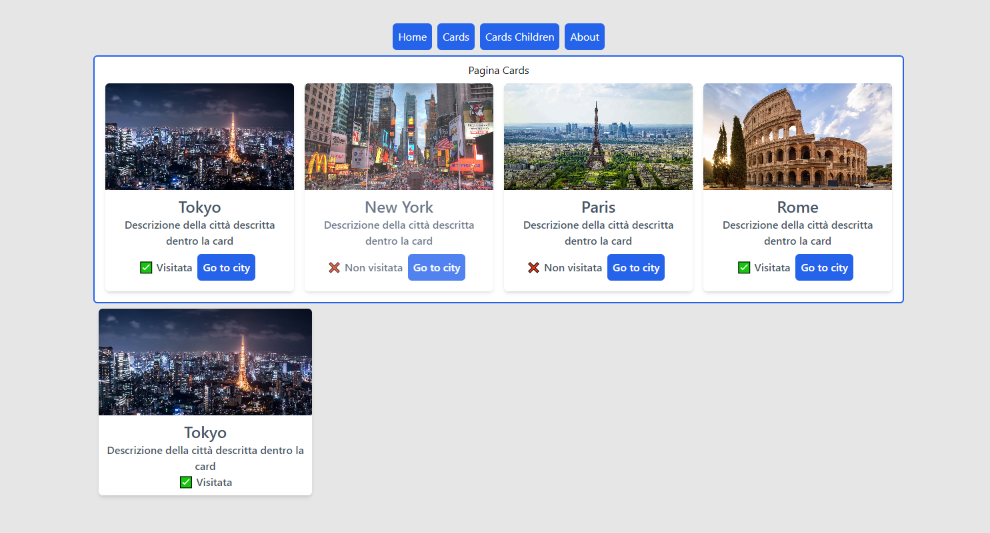 Home Cards Cards Children About
Pagina Cards
Tokyo
Descrizione della città descritta
dentro la card
✅ Visitata Go to city
New York
Descrizione della città descritta
dentro la card
❌ Non visitata Go to city
Paris
Descrizione della città descritta
dentro la card
❌ Non visitata Go to city
Rome
Descrizione della città descritta
dentro la card
✅ Visitata Go to city
Tokyo
Descrizione della città descritta dentro la
card
✅ Visitata